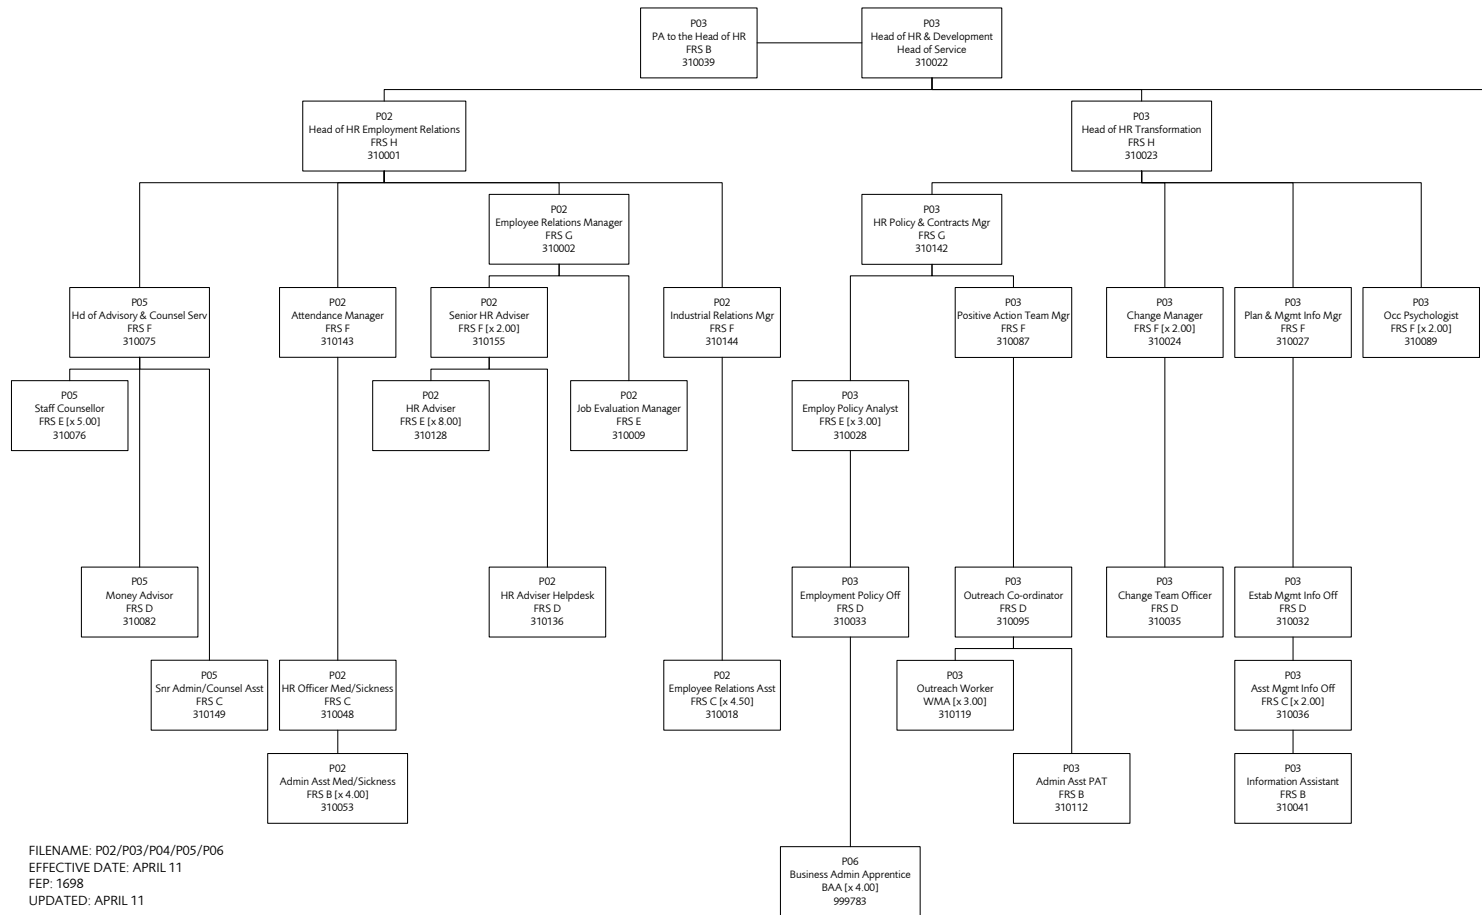 P03
PA to the Head of HR
FRS B
310039
P03
Head of HR & Development
Head of Service
310022
P02
Head of HR Employment Relations
FRS H
310001
P03
Head of HR Transformation
FRS H
310023
P02
Employee Relations Manager
FRS G
310002
P03
HR Policy & Contracts Mgr
FRS G
310142
P05
Hd of Advisory & Counsel Serv
FRS F
310075
P02
Attendance Manager
FRS F
310143
P02
Senior HR Adviser
FRS F [x 2.00]
310155
P02
Industrial Relations Mgr
FRS F
310144
P03
Positive Action Team Mgr
FRS F
310087
P03
Change Manager
FRS F [x 2.00]
310024
P03
Plan & Mgmt Info Mgr
FRS F
310027
P03
Occ Psychologist
FRS F [x 2.00]
310089
P05
Staff Counsellor
FRS E [x 5.00]
310076
P02
HR Adviser
FRS E [x 8.00]
310128
P02
Job Evaluation Manager
FRS E
310009
P03
Employ Policy Analyst
FRS E [x 3.00]
310028
P05
Money Advisor
FRS D
310082
P02
HR Adviser Helpdesk
FRS D
310136
P03
Employment Policy Off
FRS D
310033
P03
Outreach Co-ordinator
FRS D
310095
P03
Change Team Officer
FRS D
310035
P03
Estab Mgmt Info Off
FRS D
310032
P05
Snr Admin/Counsel Asst
FRS C
310149
P02
HR Officer Med/Sickness
FRS C
310048
P02
Employee Relations Asst
FRS C [x 4.50]
310018
P03
Outreach Worker
WMA [x 3.00]
310119
P03
Asst Mgmt Info Off
FRS C [x 2.00]
310036
P02
Admin Asst Med/Sickness
FRS B [x 4.00]
310053
P03
Admin Asst PAT
FRS B
310112
P03
Information Assistant
FRS B
310041
P06
Business Admin Apprentice
BAA [x 4.00]
999783
FILENAME: P02/P03/P04/P05/P06
EFFECTIVE DATE: APRIL 11
FEP: 1698
UPDATED: APRIL 11